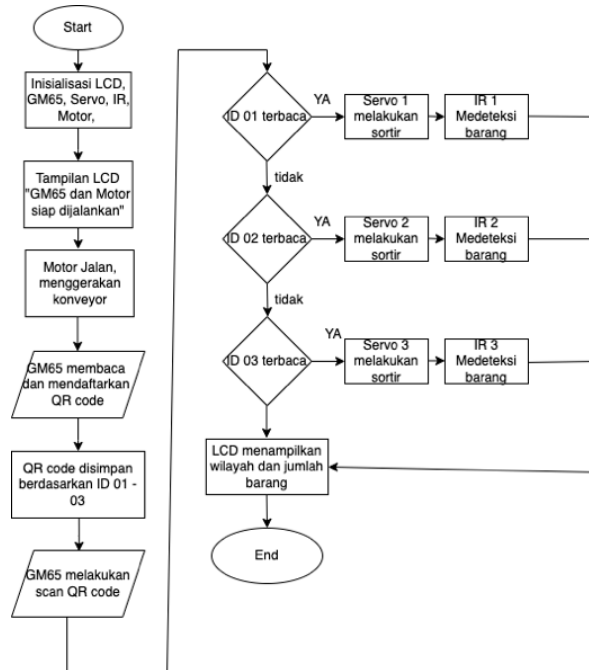 Start
Inisialisasi LCD,
GM65, Servo, IR,
Motor,
Tampilan LCD
"GM65 dan Motor
siap dijalankan"
Motor Jalan,
menggerakan
konveyor
GM65 membaca
dan mendaftarkan
QR code
QR code disimpan
berdasarkan ID 01 -
03
GM65 melakukan
scan QR code
ID 01 terbaca
YA
Servo 1
melakukan
sortir
IR 1
Medeteksi
barang
tidak
ID 02 terbaca
YA
Servo 2
melakukan
sortir
IR 2
Medeteksi
barang
tidak
ID 03 terbaca
YA
Servo 3
melakukan
sortir
IR 3
Medeteksi
barang
LCD menampilkan
wilayah dan jumlah
barang
End